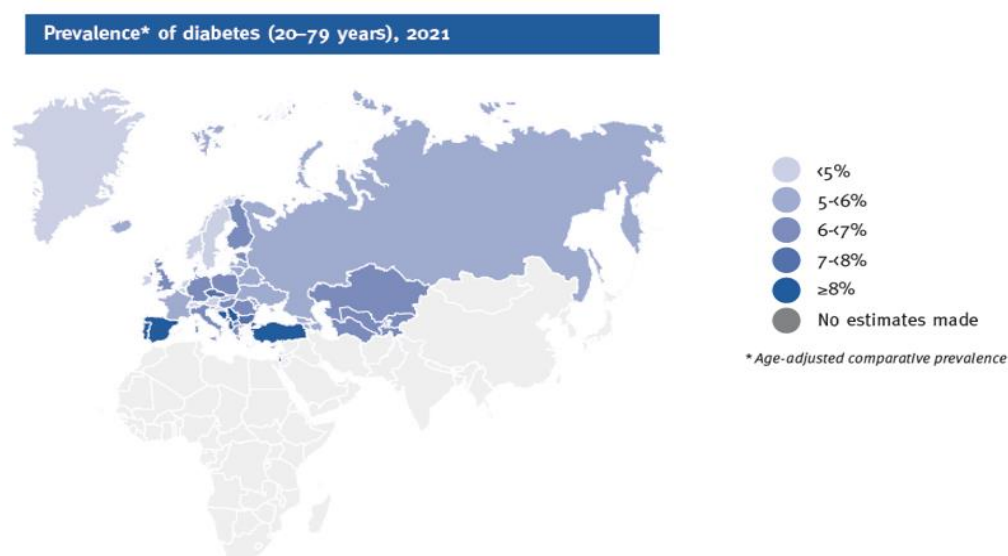 Prevalence* of diabetes (20–79 years), 2021
<5%
5-<6%
6-<7%
7-<8%
≥8%
No estimates made
* Age-adjusted comparative prevalence